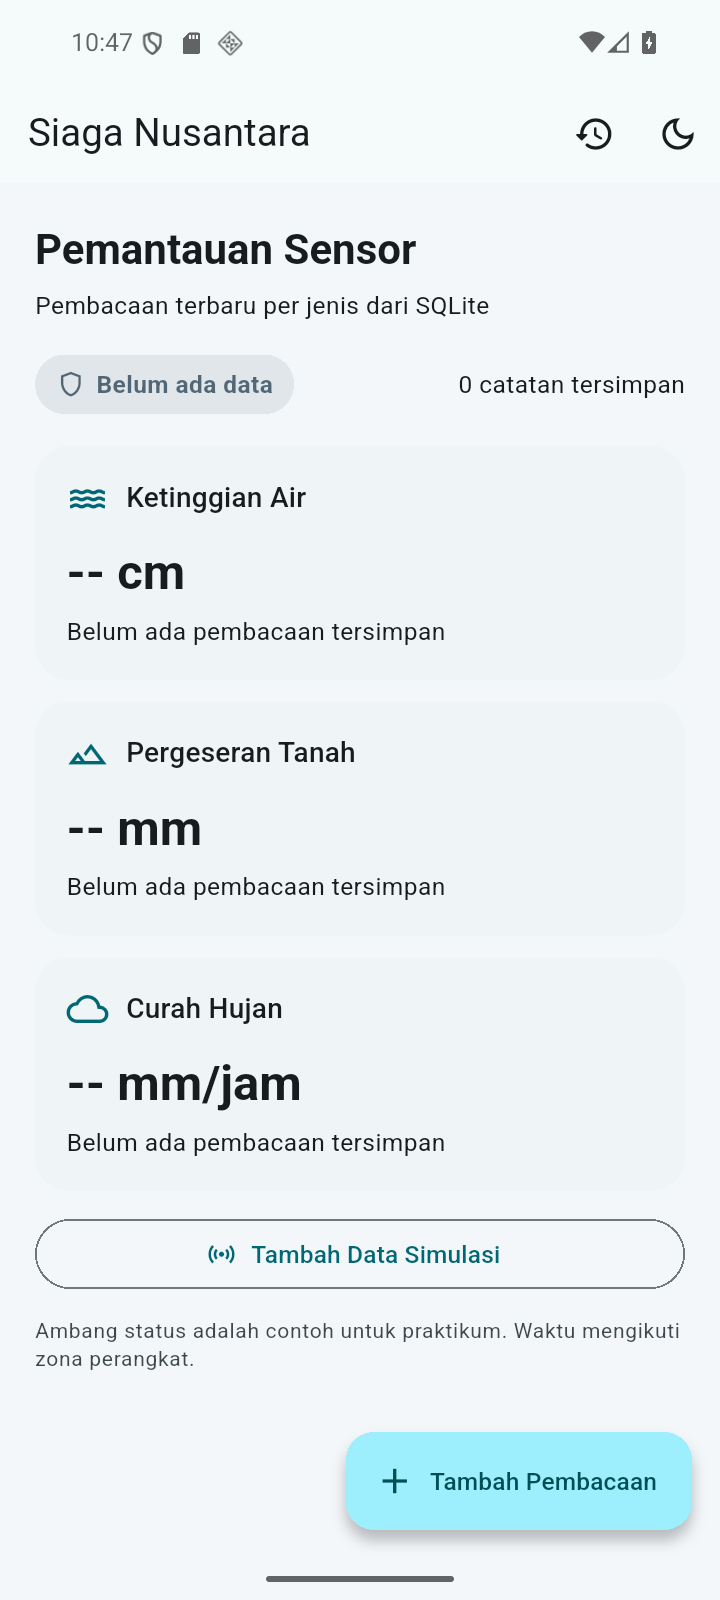 10:47
Siaga Nusantara
Pemantauan Sensor
Pembacaan terbaru per jenis dari SQLite
Belum ada data
0 catatan tersimpan
Ketinggian Air
-- cm
Belum ada pembacaan tersimpan
Pergeseran Tanah
-- mm
Belum ada pembacaan tersimpan
Curah Hujan
-- mm/jam
Belum ada pembacaan tersimpan
Tambah Data Simulasi
Ambang status adalah contoh untuk praktikum. Waktu mengikuti
zona perangkat.
Tambah Pembacaan